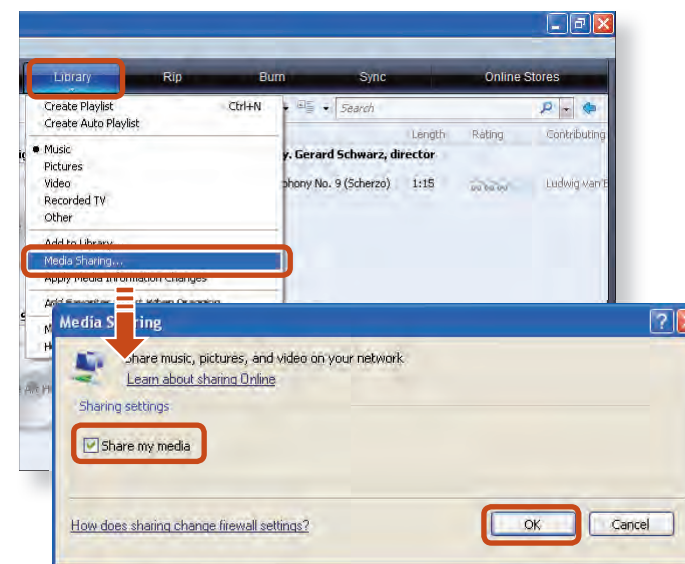 Library Rip Burn Sync Online Stores
Create Playlist Ctrl+N Search
Create Auto Playlist
Length Rating Contributing
Music y. Gerard Schwarz, director
Pictures
Video phony No. 9 (Scherzo) 1:15 Ludwig van B
Recorded TV
Other
Add to Library...
Media Sharing...
Apply Media Information Changes
When Dragging
Media Sharing
Share music, pictures, and video on your network
Learn about sharing Online
Sharing settings
Share my media
How does sharing change firewall settings? OK Cancel